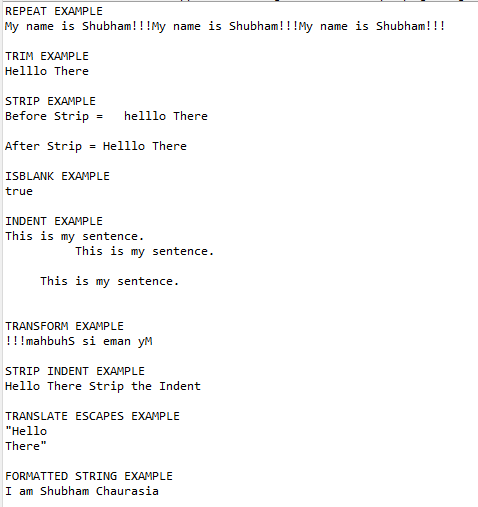 REPEAT EXAMPLE
My name is Shubham!!!My name is Shubham!!!My name is Shubham!!!
TRIM EXAMPLE
Helllo There
STRIP EXAMPLE
Before Strip =   helllo There
After Strip = Helllo There
ISBLANK EXAMPLE
true
INDENT EXAMPLE
This is my sentence.
          This is my sentence.
     This is my sentence.
TRANSFORM EXAMPLE
!!!mahbuhS si eman yM
STRIP INDENT EXAMPLE
Hello There Strip the Indent
TRANSLATE ESCAPES EXAMPLE
"Hello
There"
FORMATTED STRING EXAMPLE
I am Shubham Chaurasia